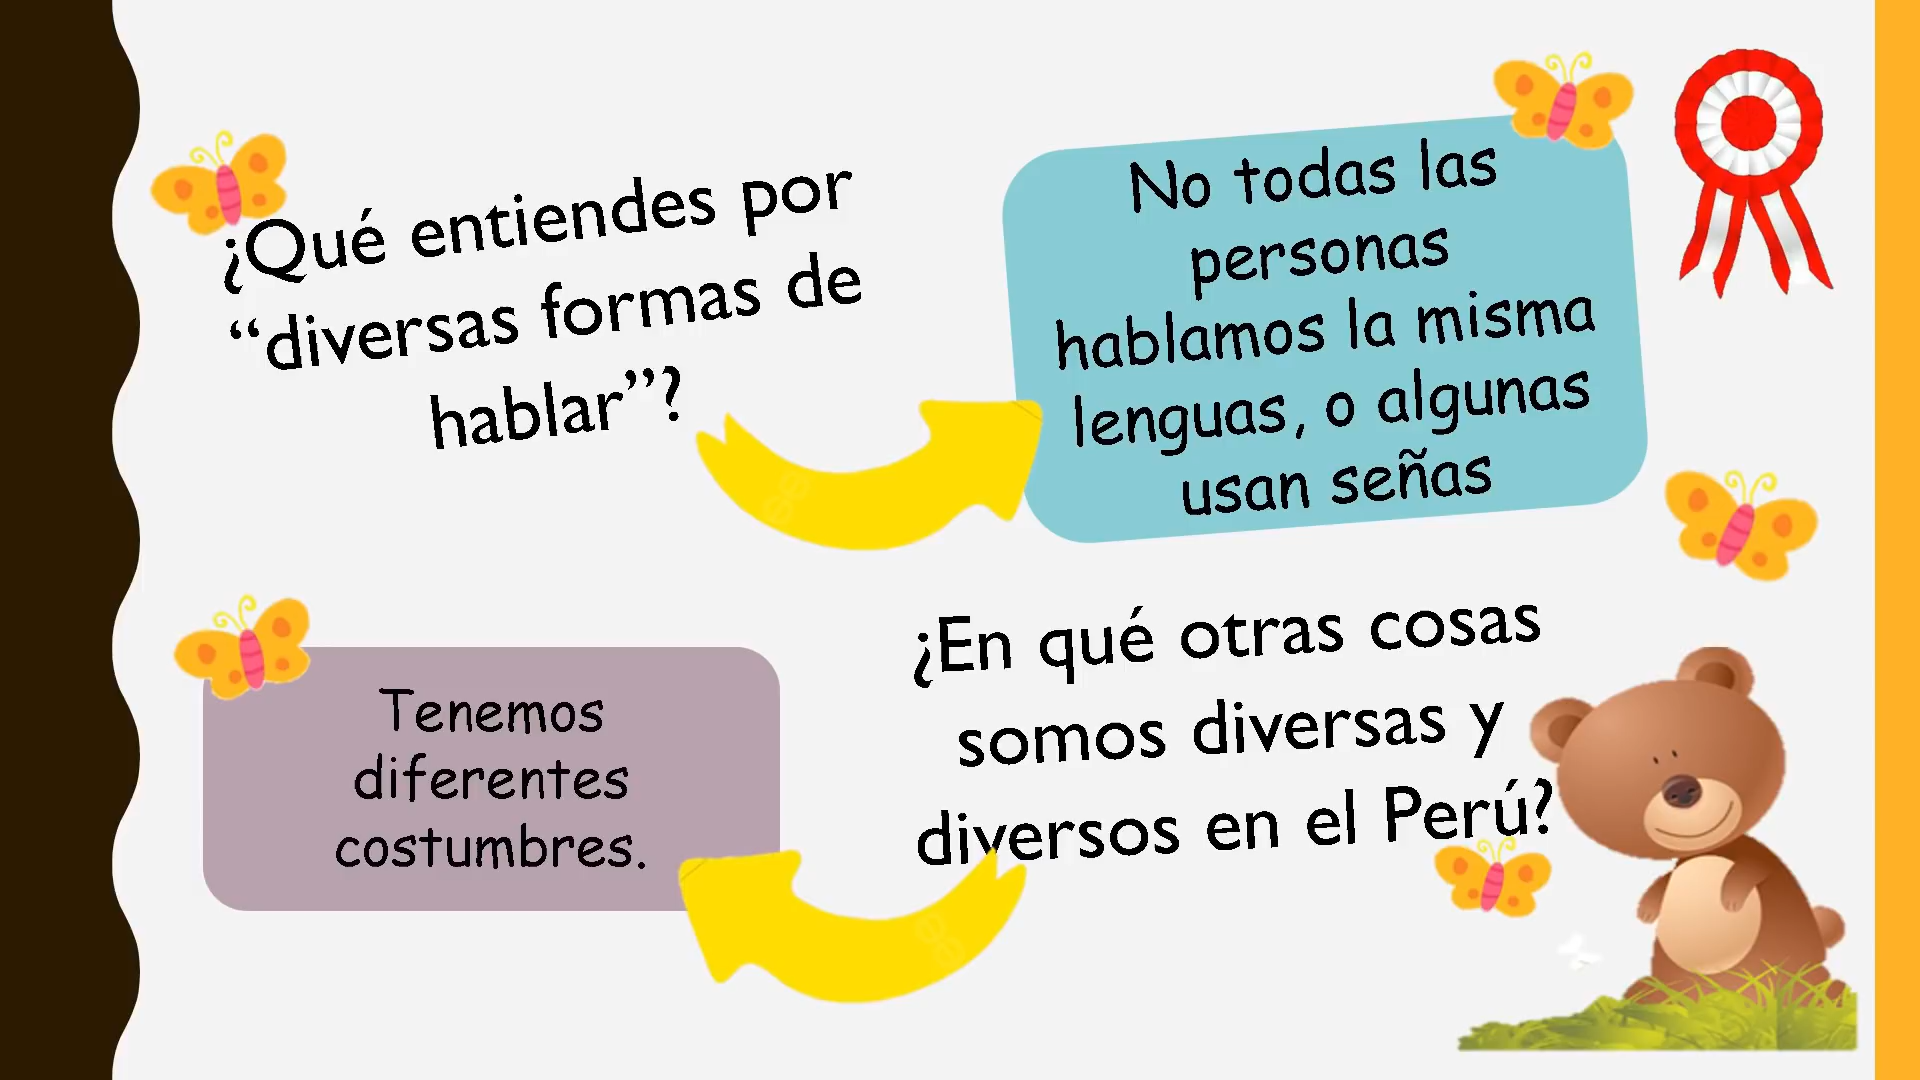 ¿Qué entiendes por
“diversas formas de
hablar”?
No todas las
personas
hablamos la misma
lenguas, o algunas
usan señas
¿En qué otras cosas
somos diversas y
diversos en el Perú?
Tenemos
diferentes
costumbres.